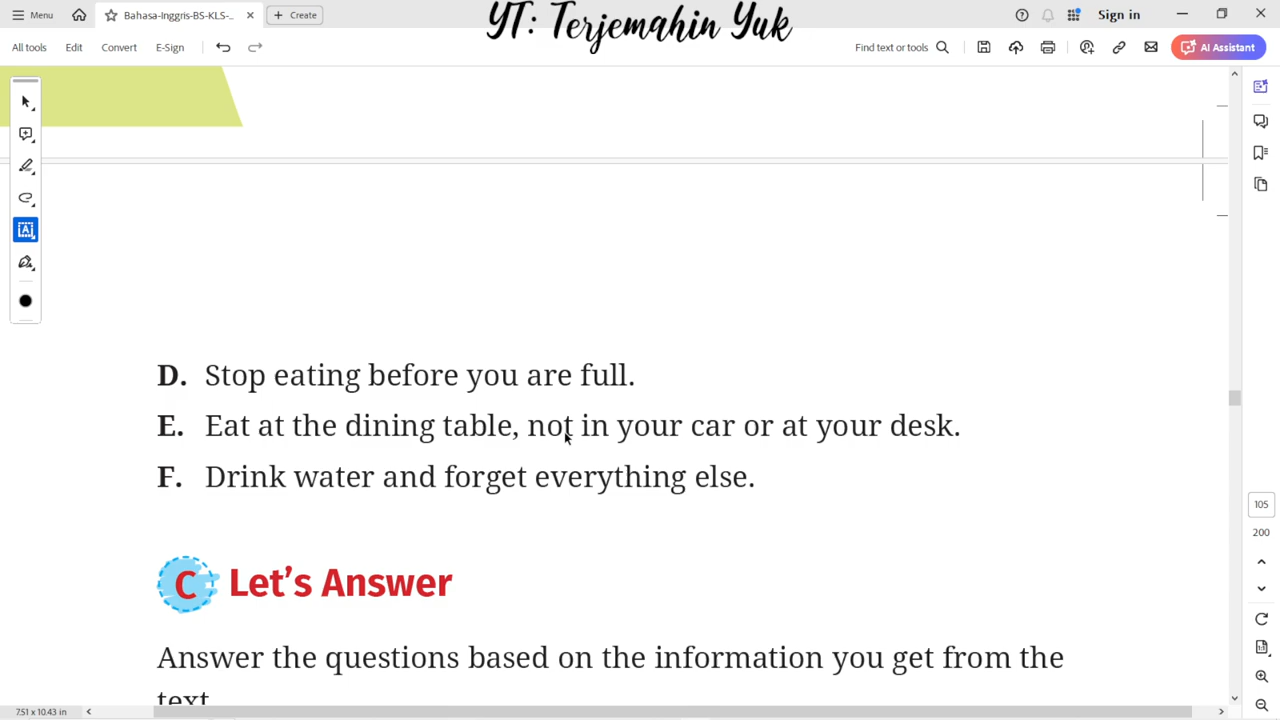 Menu
Bahasa-Inggris-BS-KLS-...
Create
YT: Terjemahin Yuk
Sign in
All tools Edit Convert E-Sign
Find text or tools
AI Assistant
D. Stop eating before you are full.
E. Eat at the dining table, not in your car or at your desk.
F. Drink water and forget everything else.
C Let's Answer
Answer the questions based on the information you get from the
text
105
200
7.51 x 10.43 in